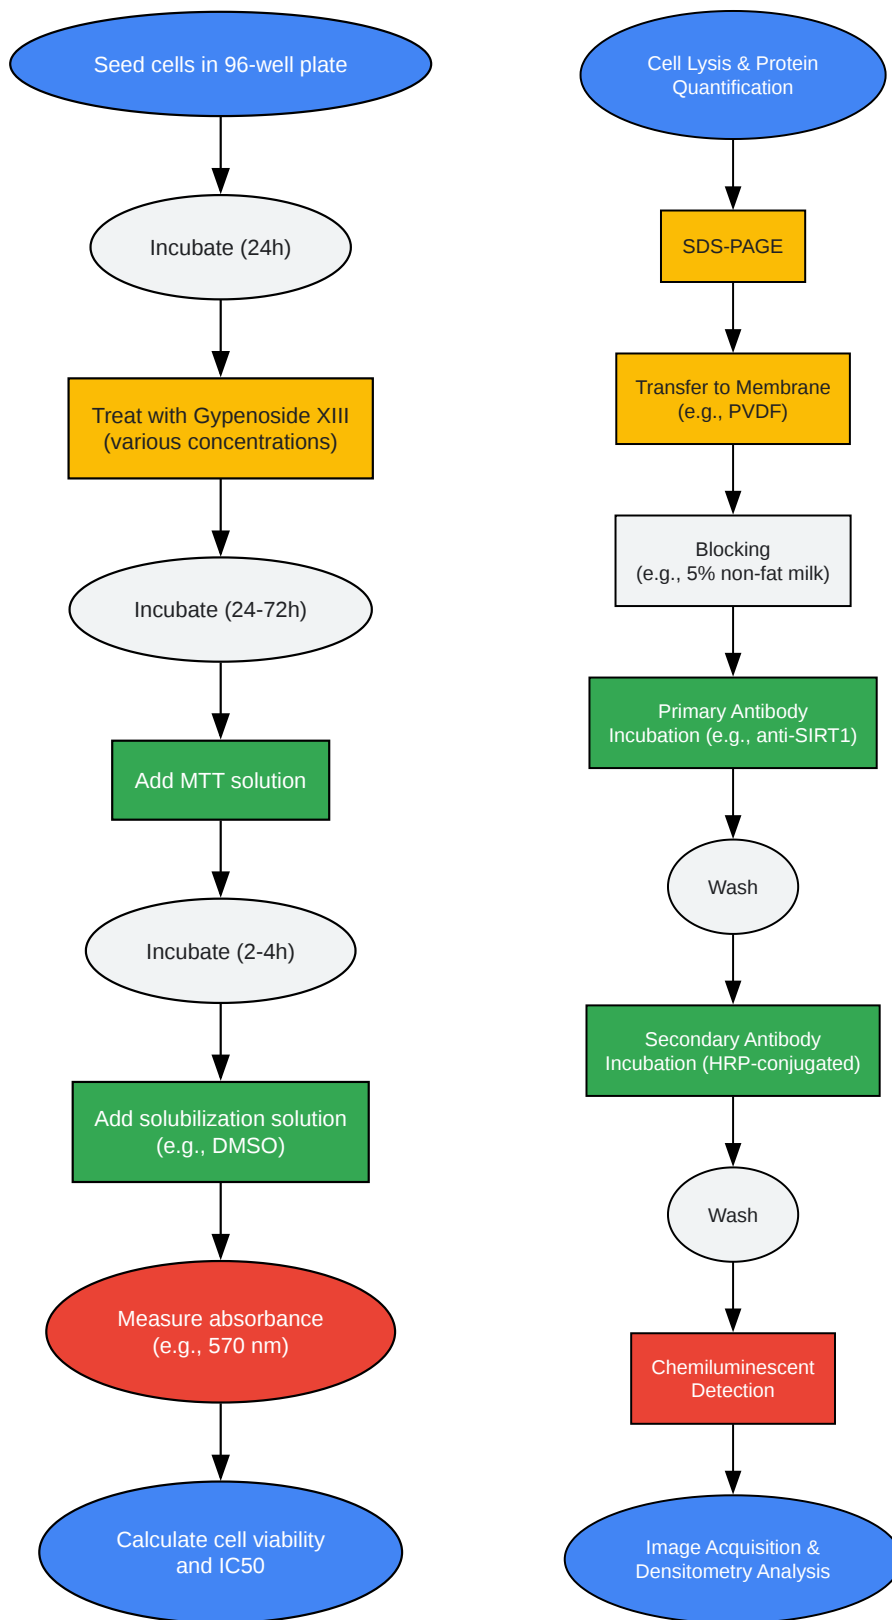 Seed cells in 96-well plate
Incubate (24h)
Treat with Gypenoside XIII
(various concentrations)
Incubate (24-72h)
Add MTT solution
Incubate (2-4h)
Add solubilization solution
(e.g., DMSO)
Measure absorbance
(e.g., 570 nm)
Calculate cell viability
and IC50
Cell Lysis & Protein
Quantification
SDS-PAGE
Transfer to Membrane
(e.g., PVDF)
Blocking
(e.g., 5% non-fat milk)
Primary Antibody
Incubation (e.g., anti-SIRT1)
Wash
Secondary Antibody
Incubation (HRP-conjugated)
Wash
Chemiluminescent
Detection
Image Acquisition &
Densitometry Analysis